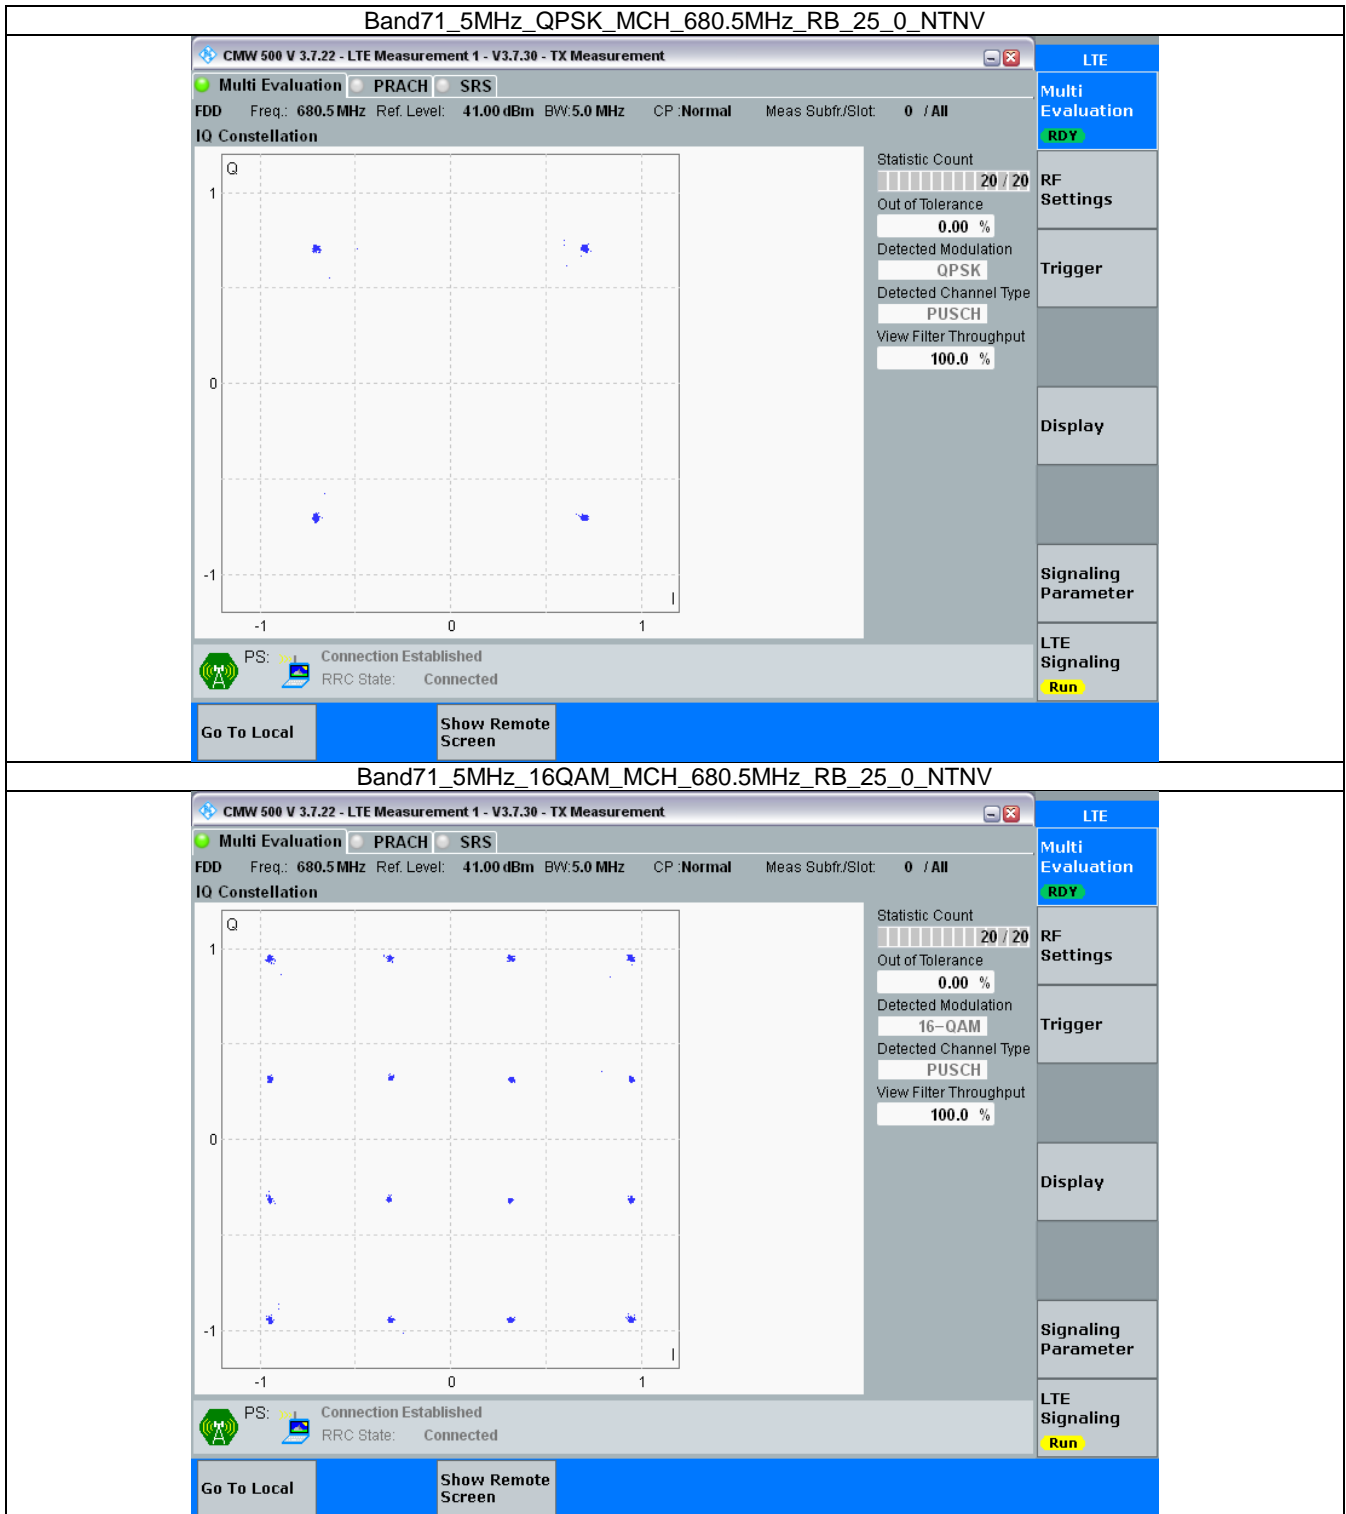 Band71_5MHz_QPSK_MCH_680.5MHz_RB_25_0_NTNV
CMW 500 V 3.7.22 - LTE Measurement 1 - V3.7.30 - TX Measurement
LTE
Multi Evaluation PRACH SRS
Multi
Evaluation
RDY
FDD Freq.: 680.5 MHz Ref. Level: 41.00 dBm BW: 5.0 MHz CP :Normal Meas Subfr./Slot: 0 / All
IQ Constellation
Q
1
0
-1
I
-1 0 1
Statistic Count
20 / 20
Out of Tolerance
0.00 %
Detected Modulation
QPSK
Detected Channel Type
PUSCH
View Filter Throughput
100.0 %
RF
Settings
Trigger
Display
Signaling
Parameter
LTE
Signaling
Run
PS: Connection Established
RRC State: Connected
Go To Local
Show Remote
Screen
Band71_5MHz_16QAM_MCH_680.5MHz_RB_25_0_NTNV
CMW 500 V 3.7.22 - LTE Measurement 1 - V3.7.30 - TX Measurement
LTE
Multi Evaluation PRACH SRS
Multi
Evaluation
RDY
FDD Freq.: 680.5 MHz Ref. Level: 41.00 dBm BW: 5.0 MHz CP :Normal Meas Subfr./Slot: 0 / All
IQ Constellation
Q
1
0
-1
I
-1 0 1
Statistic Count
20 / 20
Out of Tolerance
0.00 %
Detected Modulation
16-QAM
Detected Channel Type
PUSCH
View Filter Throughput
100.0 %
RF
Settings
Trigger
Display
Signaling
Parameter
LTE
Signaling
Run
PS: Connection Established
RRC State: Connected
Go To Local
Show Remote
Screen